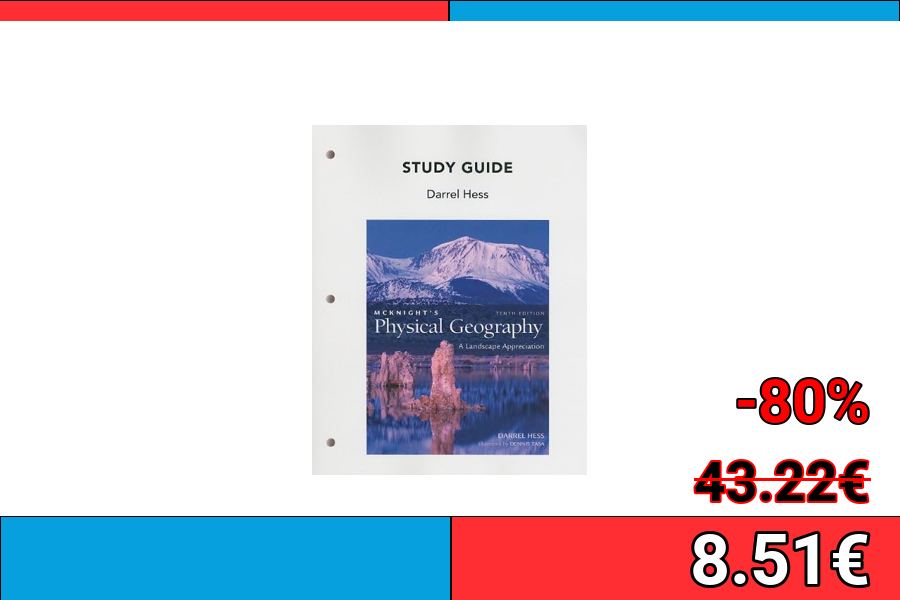 STUDY GUIDE
Darrel Hess
MCKNIGHT'S TENTH EDITION
Physical Geography
A Landscape Appreciation
DARREL HESS
Illustrated by DENNIS TASA
-80%
43.22€
8.51€